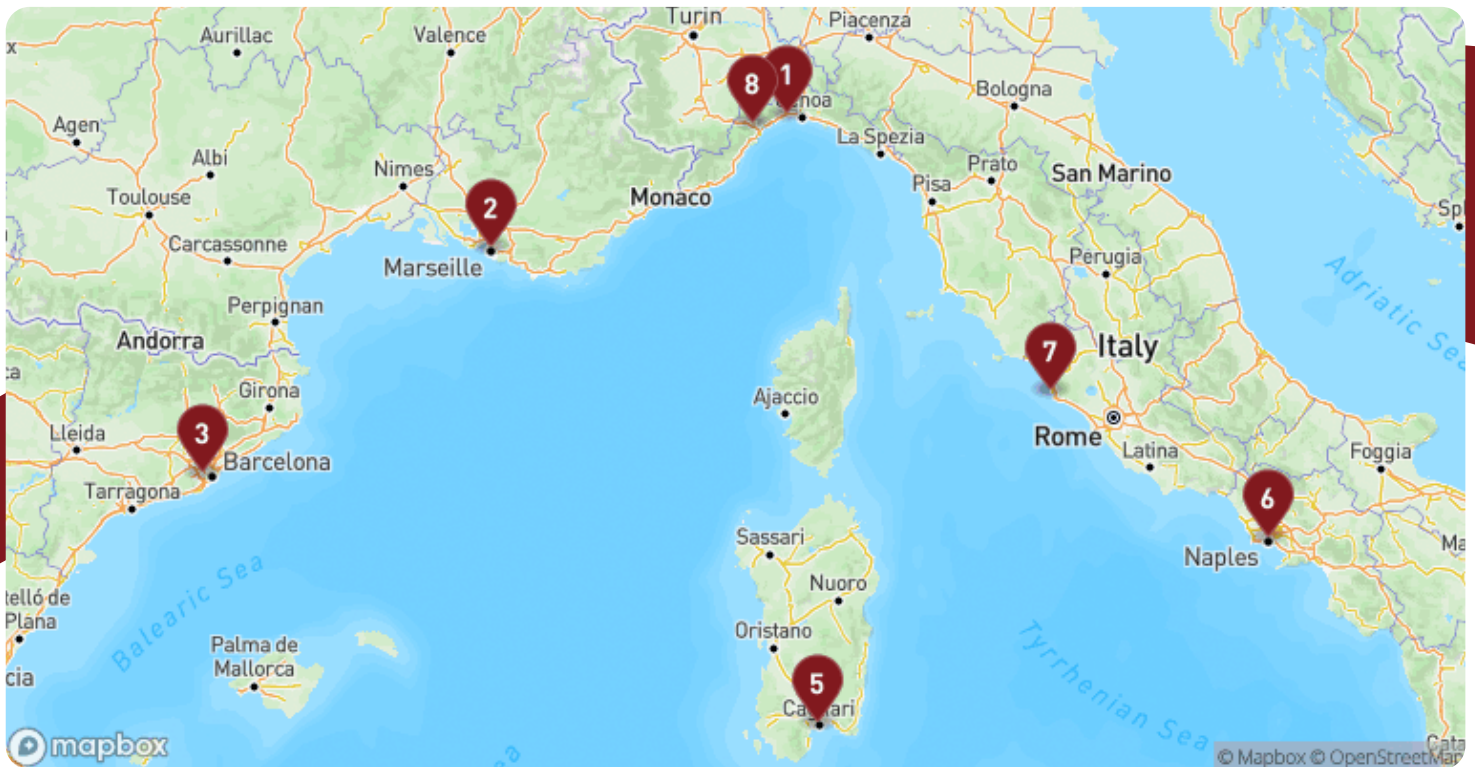 Turin
Piacenza
Aurillac
Valence
8
1
Bologna
Agen
La Spezia
Albi
Nimes
Prato
San Marino
Toulouse
Monaco
Pisa
2
Carcassonne
Marseille
Perugia
Perpignan
Adriatic Sea
Andorra
7
Italy
Girona
Ajaccio
Lleida
3
Barcelona
Rome
Latina
Foggia
Tarragona
6
Sassari
Naples
Balearic Sea
Nuoro
Oristano
Palma de
Mallorca
Tyrrhenian Sea
5
mapbox
© Mapbox © OpenStreetMap